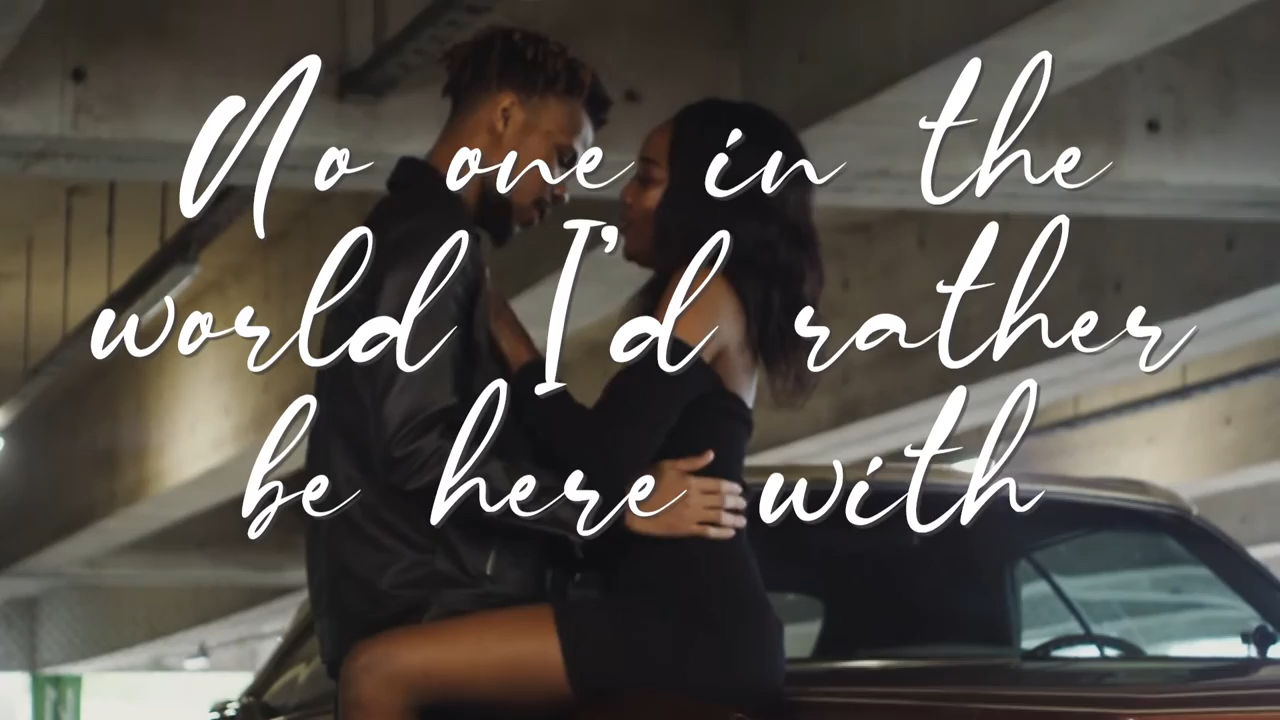 No one in the
world I'd rather
be here with